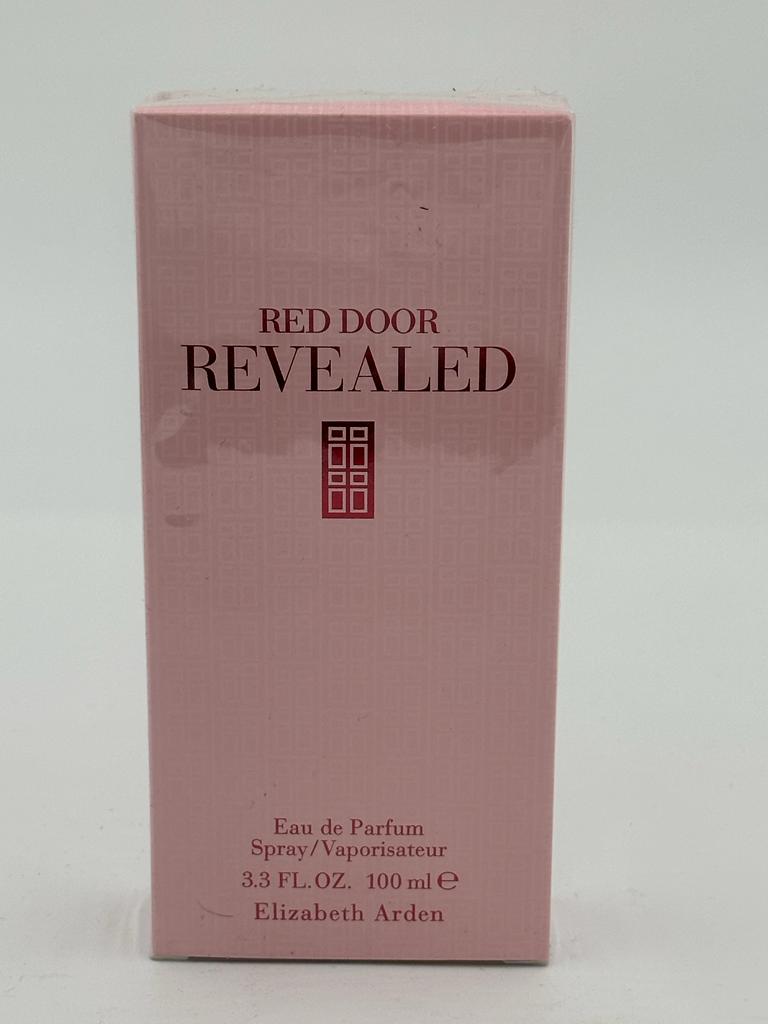 RED DOOR
REVEALED
Eau de Parfum
Spray/Vaporisateur
3.3 FL.OZ. 100 ml ℮
Elizabeth Arden